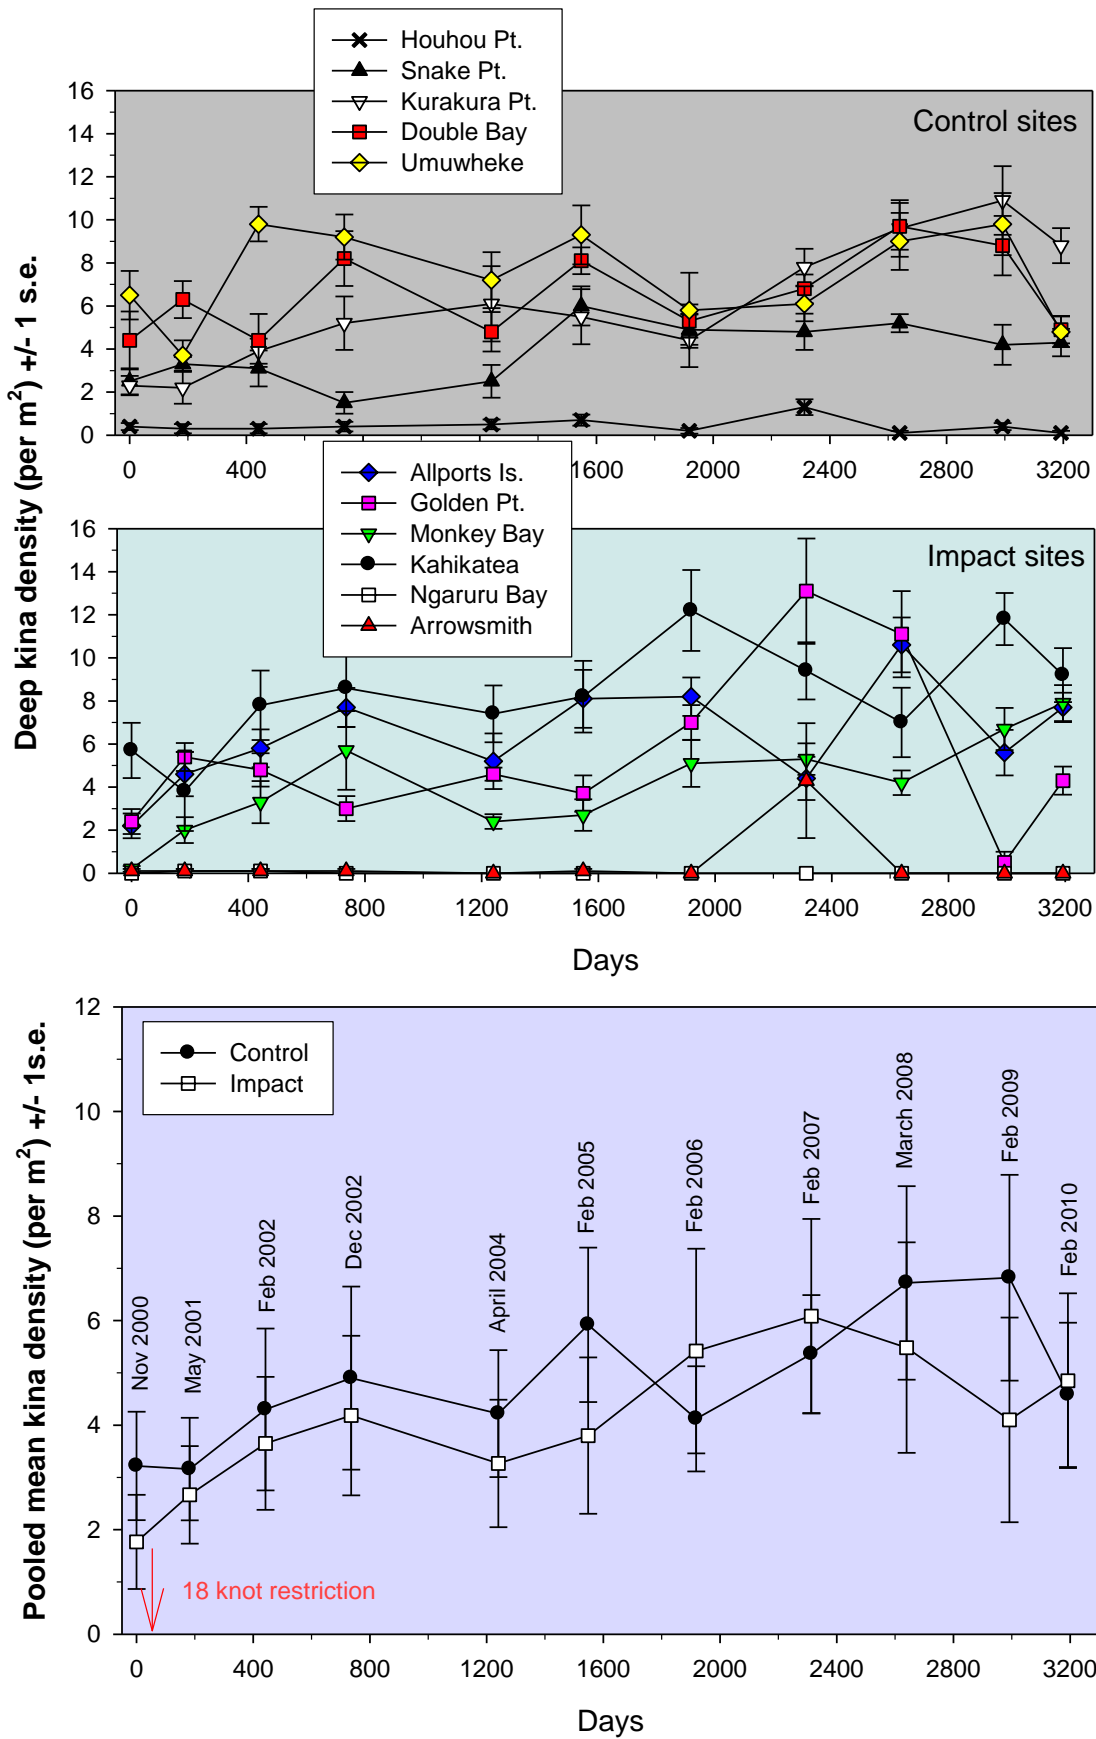 Houhou Pt.
Snake Pt.
Kurakura Pt.
Double Bay
Umuwheke
Control sites
16
14
12
10
8
6
4
2
0
0 400 1200 1600 2000 2400 2800 3200
Deep kina density (per m2) +/- 1 s.e.
Allports Is.
Golden Pt.
Monkey Bay
Kahikatea
Ngaruru Bay
Arrowsmith
Impact sites
16
14
12
10
8
6
4
2
0
0 400 800 1200 1600 2000 2400 2800 3200
Days
Pooled mean kina density (per m2) +/- 1s.e.
12
10
8
6
4
2
0
Control
Impact
Nov 2000
May 2001
Feb 2002
Dec 2002
April 2004
Feb 2005
Feb 2006
Feb 2007
March 2008
Feb 2009
Feb 2010
18 knot restriction
0 400 800 1200 1600 2000 2400 2800 3200
Days